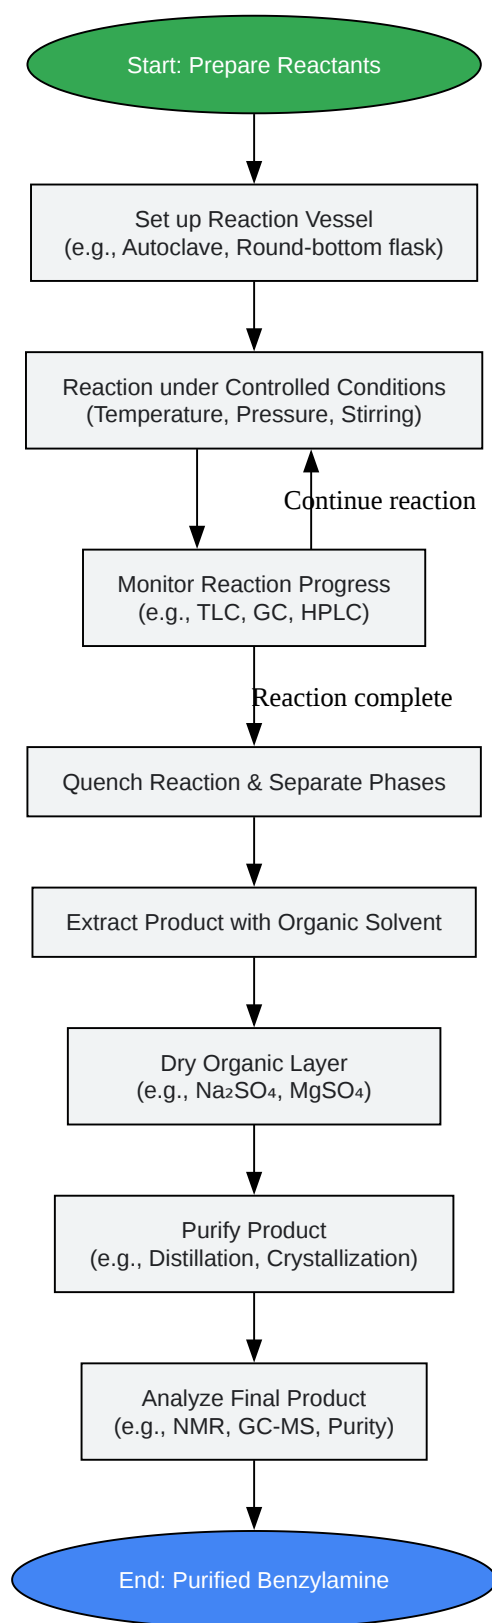 Start: Prepare Reactants
Set up Reaction Vessel
(e.g., Autoclave, Round-bottom flask)
Reaction under Controlled Conditions
(Temperature, Pressure, Stirring)
Continue reaction
Monitor Reaction Progress
(e.g., TLC, GC, HPLC)
Reaction complete
Quench Reaction & Separate Phases
Extract Product with Organic Solvent
Dry Organic Layer
(e.g., Na₂SO₄, MgSO₄)
Purify Product
(e.g., Distillation, Crystallization)
Analyze Final Product
(e.g., NMR, GC-MS, Purity)
End: Purified Benzylamine